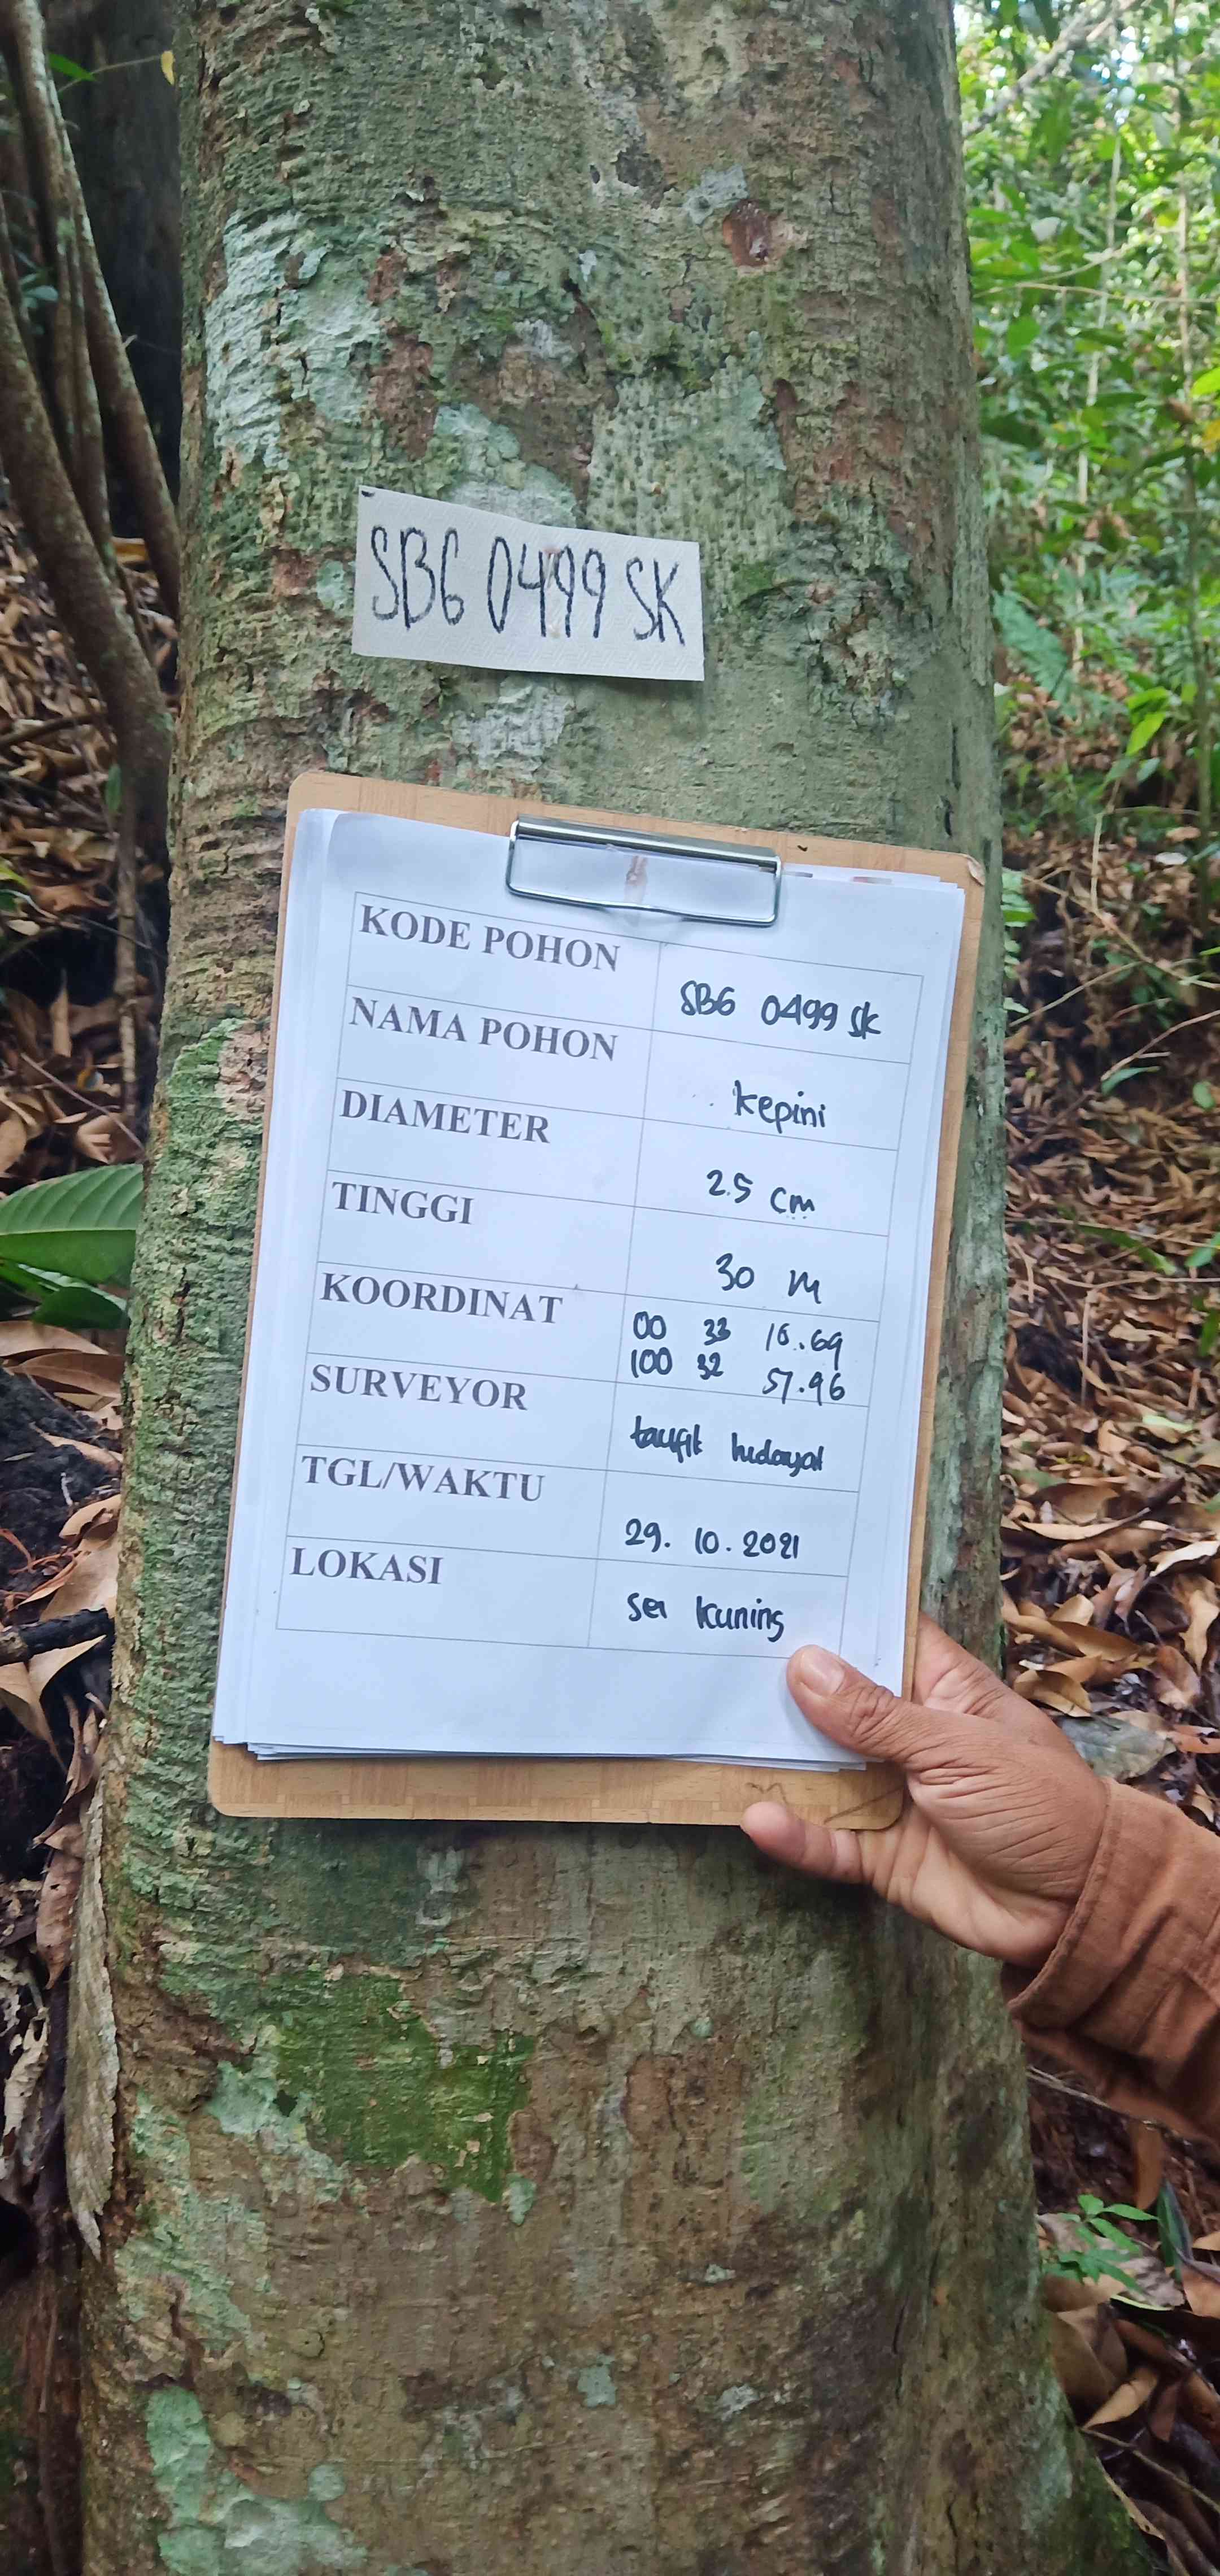 SBG 0499 SK
KODE POHON SBG 0499 SK
NAMA POHON kepini
DIAMETER 25 cm
TINGGI 30 m
KOORDINAT 00 33 16.69
100 32 57.96
SURVEYOR taufik hidayat
TGL/WAKTU 29. 10. 2021
LOKASI sei kuning